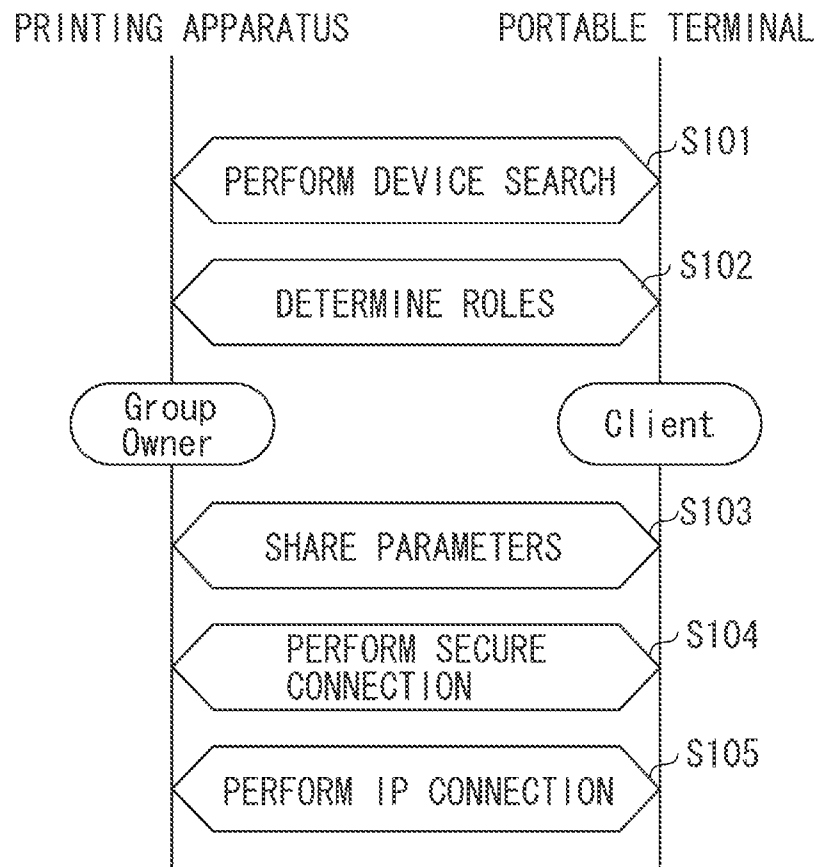 PRINTING APPARATUS
PORTABLE TERMINAL
S101
PERFORM DEVICE SEARCH
S102
DETERMINE ROLES
Group
Owner
Client
S103
SHARE PARAMETERS
S104
PERFORM SECURE
CONNECTION
S105
PERFORM IP CONNECTION